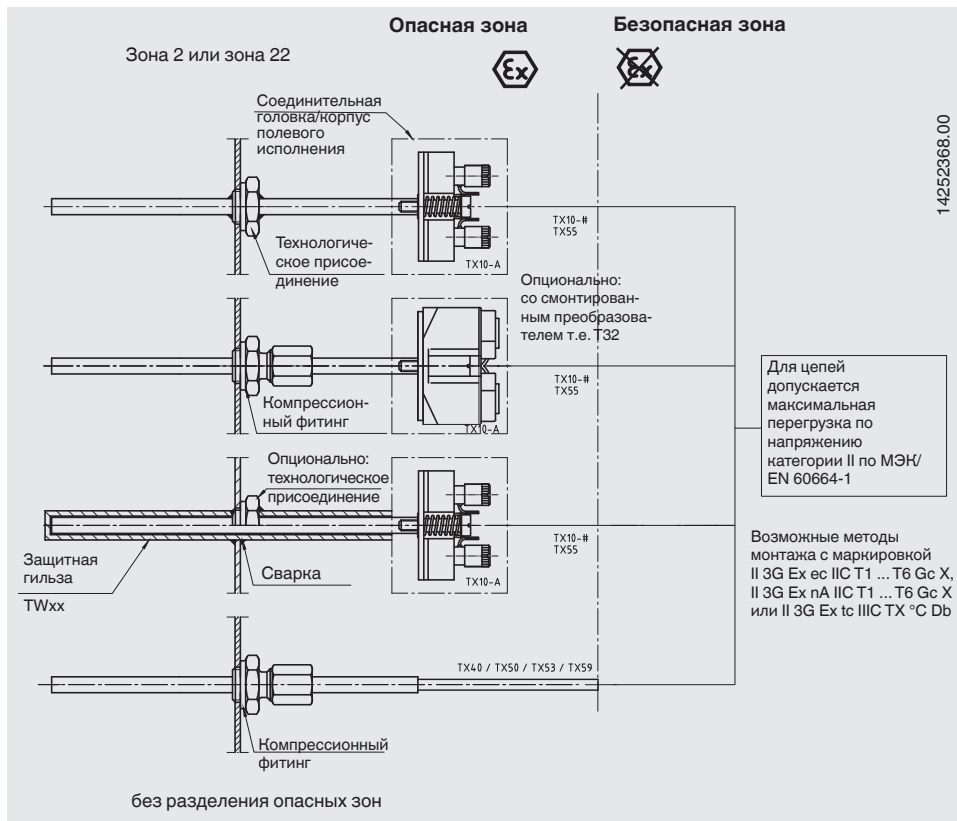 Опасная зона
Безопасная зона
Зона 2 или зона 22
Ex
Ex
14252368.00
Соединительная
головка/корпус
полевого
исполнения
Технологиче-
ское присое-
динение
TX10-A
TX10-#
TX55
Опционально:
со смонтирован-
ным преобразова-
телем т.е. T32
Компрессион-
ный фитинг
TX10-A
TX10-#
TX55
Для цепей
допускается
максимальная
перегрузка по
напряжению
категории II по МЭК/
EN 60664-1
Опционально:
технологическое
присоединение
Защитная
гильза
TWxx
Сварка
TX10-A
TX10-#
TX55
Возможные методы
монтажа с маркировкой
II 3G Ex ec IIC T1 ... T6 Gc X,
II 3G Ex nA IIC T1 ... T6 Gc X
или II 3G Ex tc IIIC TX °C Db
TX40 / TX50 / TX53 / TX59
Компрессионный
фитинг
без разделения опасных зон